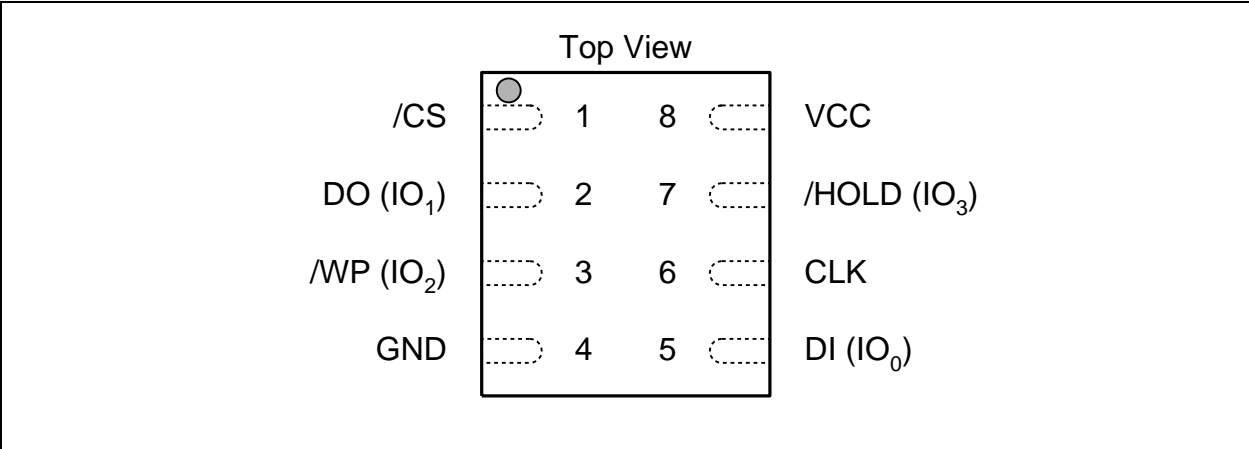 Top View
/CS 1 8 VCC
DO (IO₁) 2 7 /HOLD (IO₃)
/WP (IO₂) 3 6 CLK
GND 4 5 DI (IO₀)